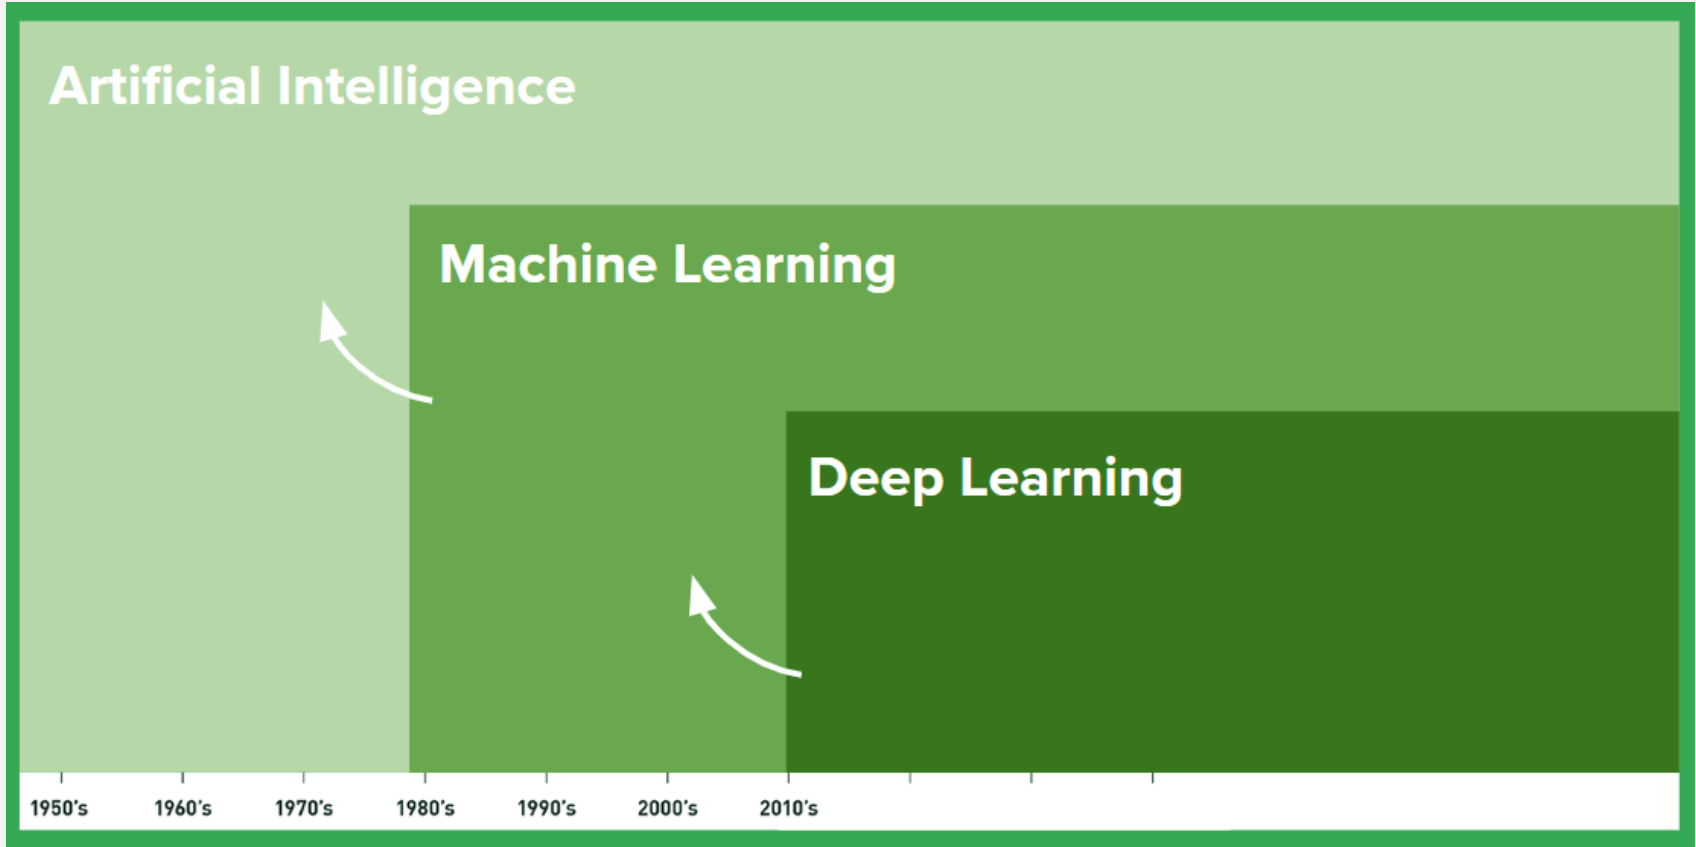 Artificial Intelligence
Machine Learning
Deep Learning
1950's 1960's 1970's 1980's 1990's 2000's 2010's